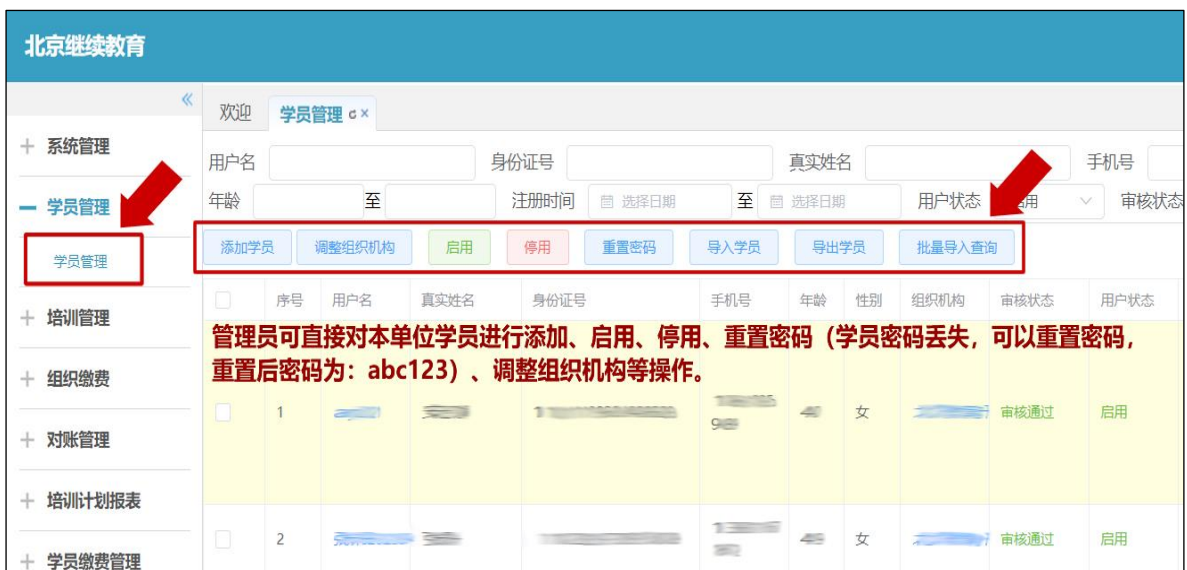 北京继续教育
欢迎 学员管理
系统管理
用户名 身份证号 真实姓名 手机号
学员管理
年龄 至 注册时间 选择日期 至 选择日期 用户状态 审核状态
添加学员 调整组织机构 启用 停用 重置密码 导入学员 导出学员 批量导入查询
学员管理
序号 用户名 真实姓名 身份证号 手机号 年龄 性别 组织机构 审核状态 用户状态
培训管理
管理员可直接对本单位学员进行添加、启用、停用、重置密码（学员密码丢失，可以重置密码，
重置后密码为：abc123）、调整组织机构等操作。
组织缴费
1 女 审核通过 启用
对账管理
培训计划报表
2 女 审核通过 启用
学员缴费管理